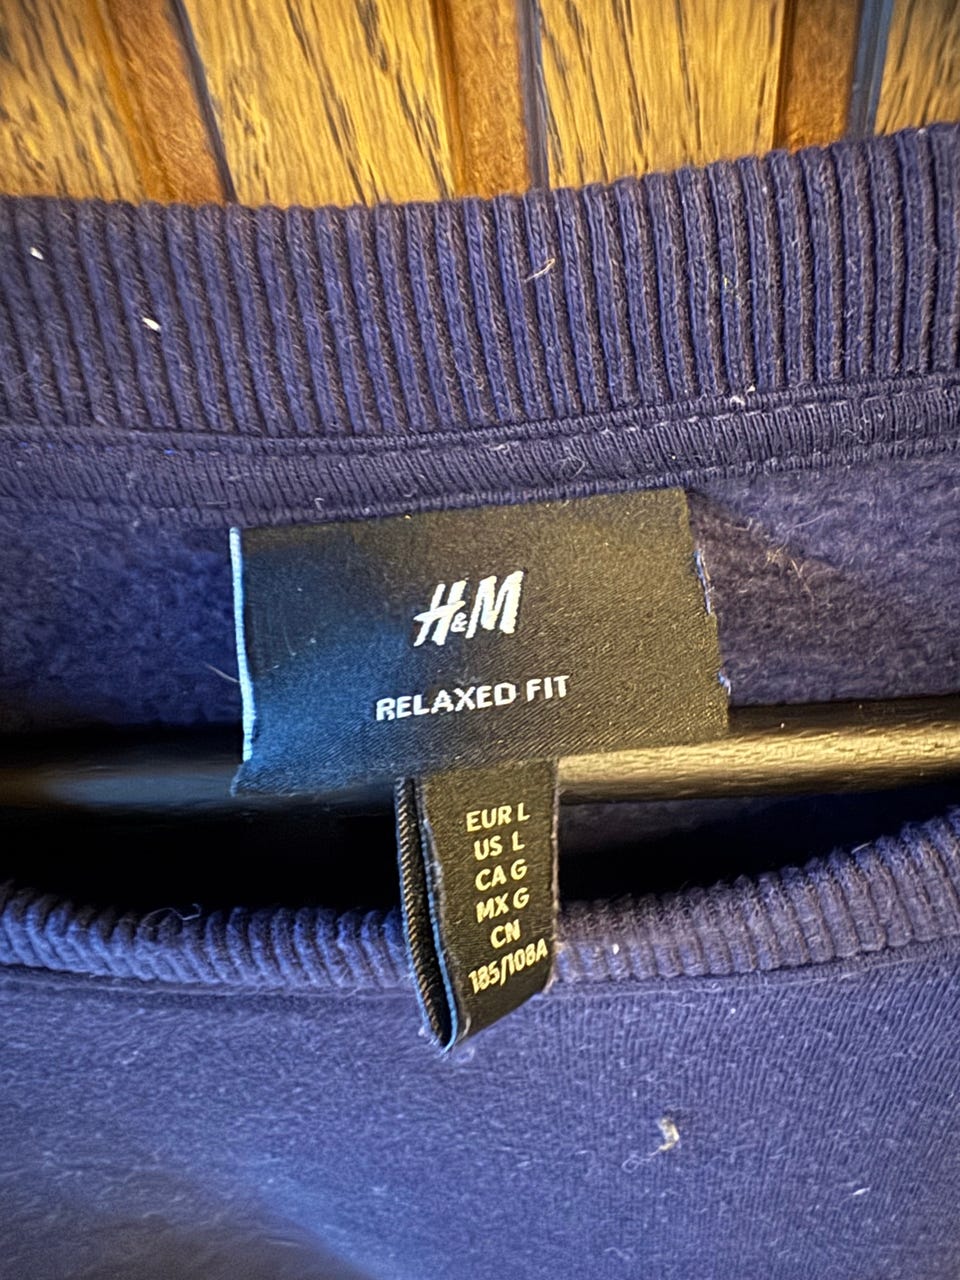 H&M
RELAXED FIT
EUR L
US L
CA G
MX G
CN
185/108A